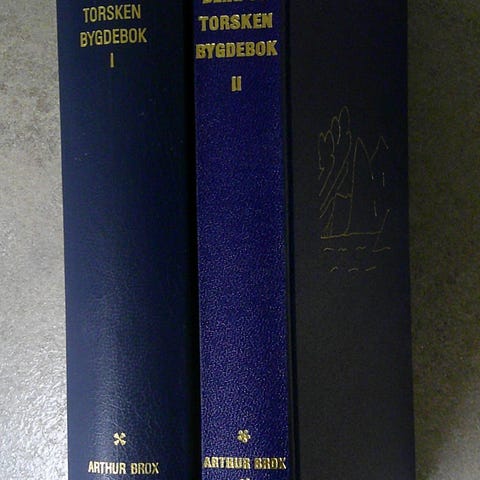 TORSKEN
BYGDEBOK
I
ARTHUR BROX
TORSKEN
BYGDEBOK
II
ARTHUR BROX